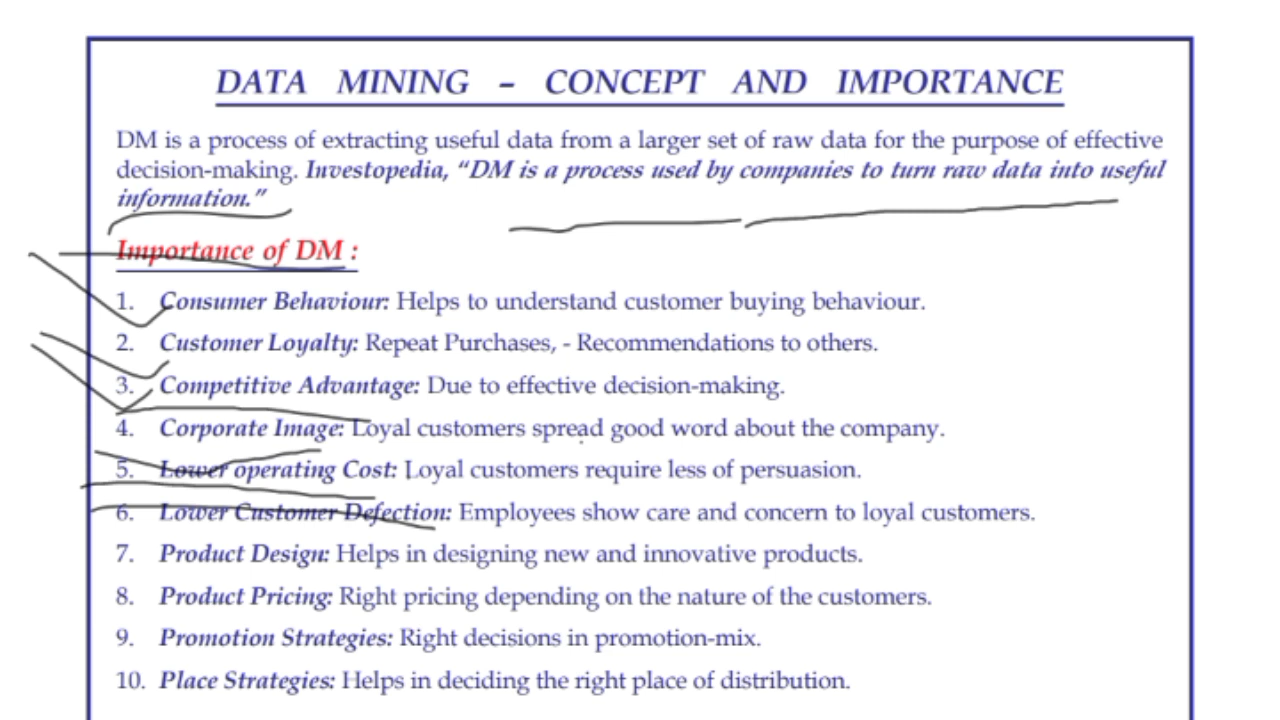 DATA MINING – CONCEPT AND IMPORTANCE
DM is a process of extracting useful data from a larger set of raw data for the purpose of effective
decision-making. Investopedia, “DM is a process used by companies to turn raw data into useful
information.”
Importance of DM :
1. Consumer Behaviour: Helps to understand customer buying behaviour.
2. Customer Loyalty: Repeat Purchases, - Recommendations to others.
3. Competitive Advantage: Due to effective decision-making.
4. Corporate Image: Loyal customers spread good word about the company.
5. Lower operating Cost: Loyal customers require less of persuasion.
6. Lower Customer Defection: Employees show care and concern to loyal customers.
7. Product Design: Helps in designing new and innovative products.
8. Product Pricing: Right pricing depending on the nature of the customers.
9. Promotion Strategies: Right decisions in promotion-mix.
10. Place Strategies: Helps in deciding the right place of distribution.